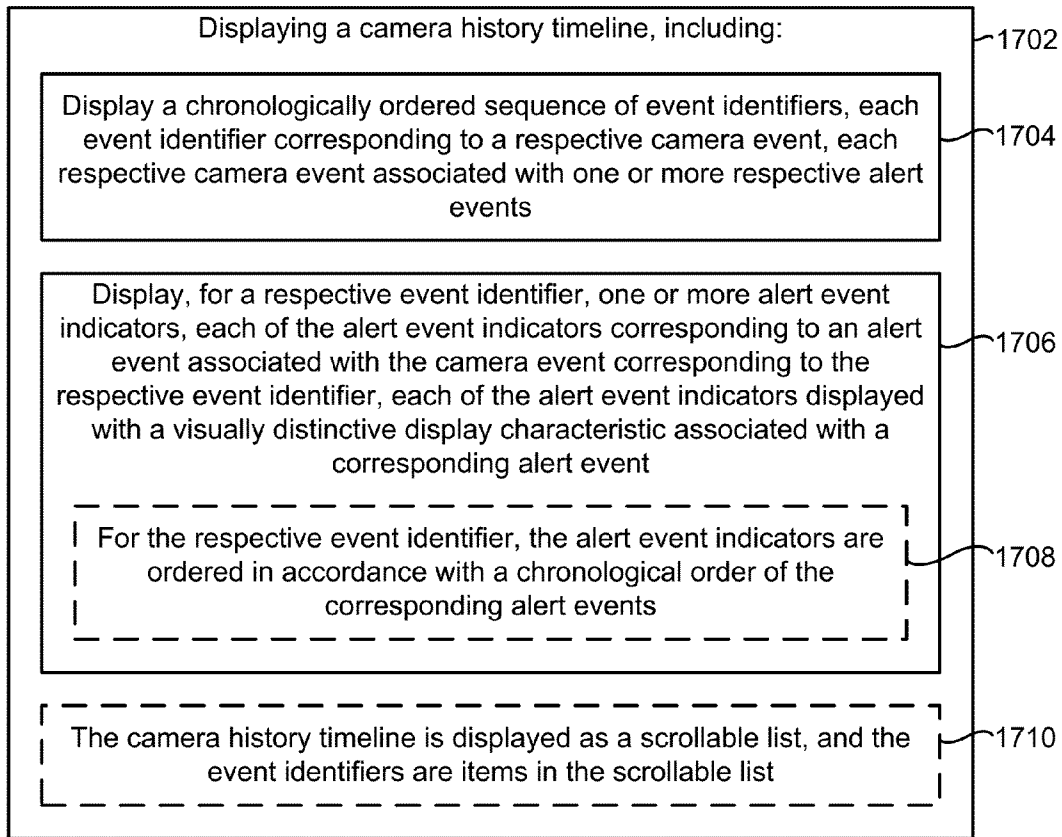 Displaying a camera history timeline, including:
1702
Display a chronologically ordered sequence of event identifiers, each
event identifier corresponding to a respective camera event, each
1704
respective camera event associated with one or more respective alert
events
Display, for a respective event identifier, one or more alert event
indicators, each of the alert event indicators corresponding to an alert
event associated with the camera event corresponding to the
1706
respective event identifier, each of the alert event indicators displayed
with a visually distinctive display characteristic associated with a
corresponding alert event
For the respective event identifier, the alert event indicators are
1708
ordered in accordance with a chronological order of the
corresponding alert events
The camera history timeline is displayed as a scrollable list, and the
1710
event identifiers are items in the scrollable list